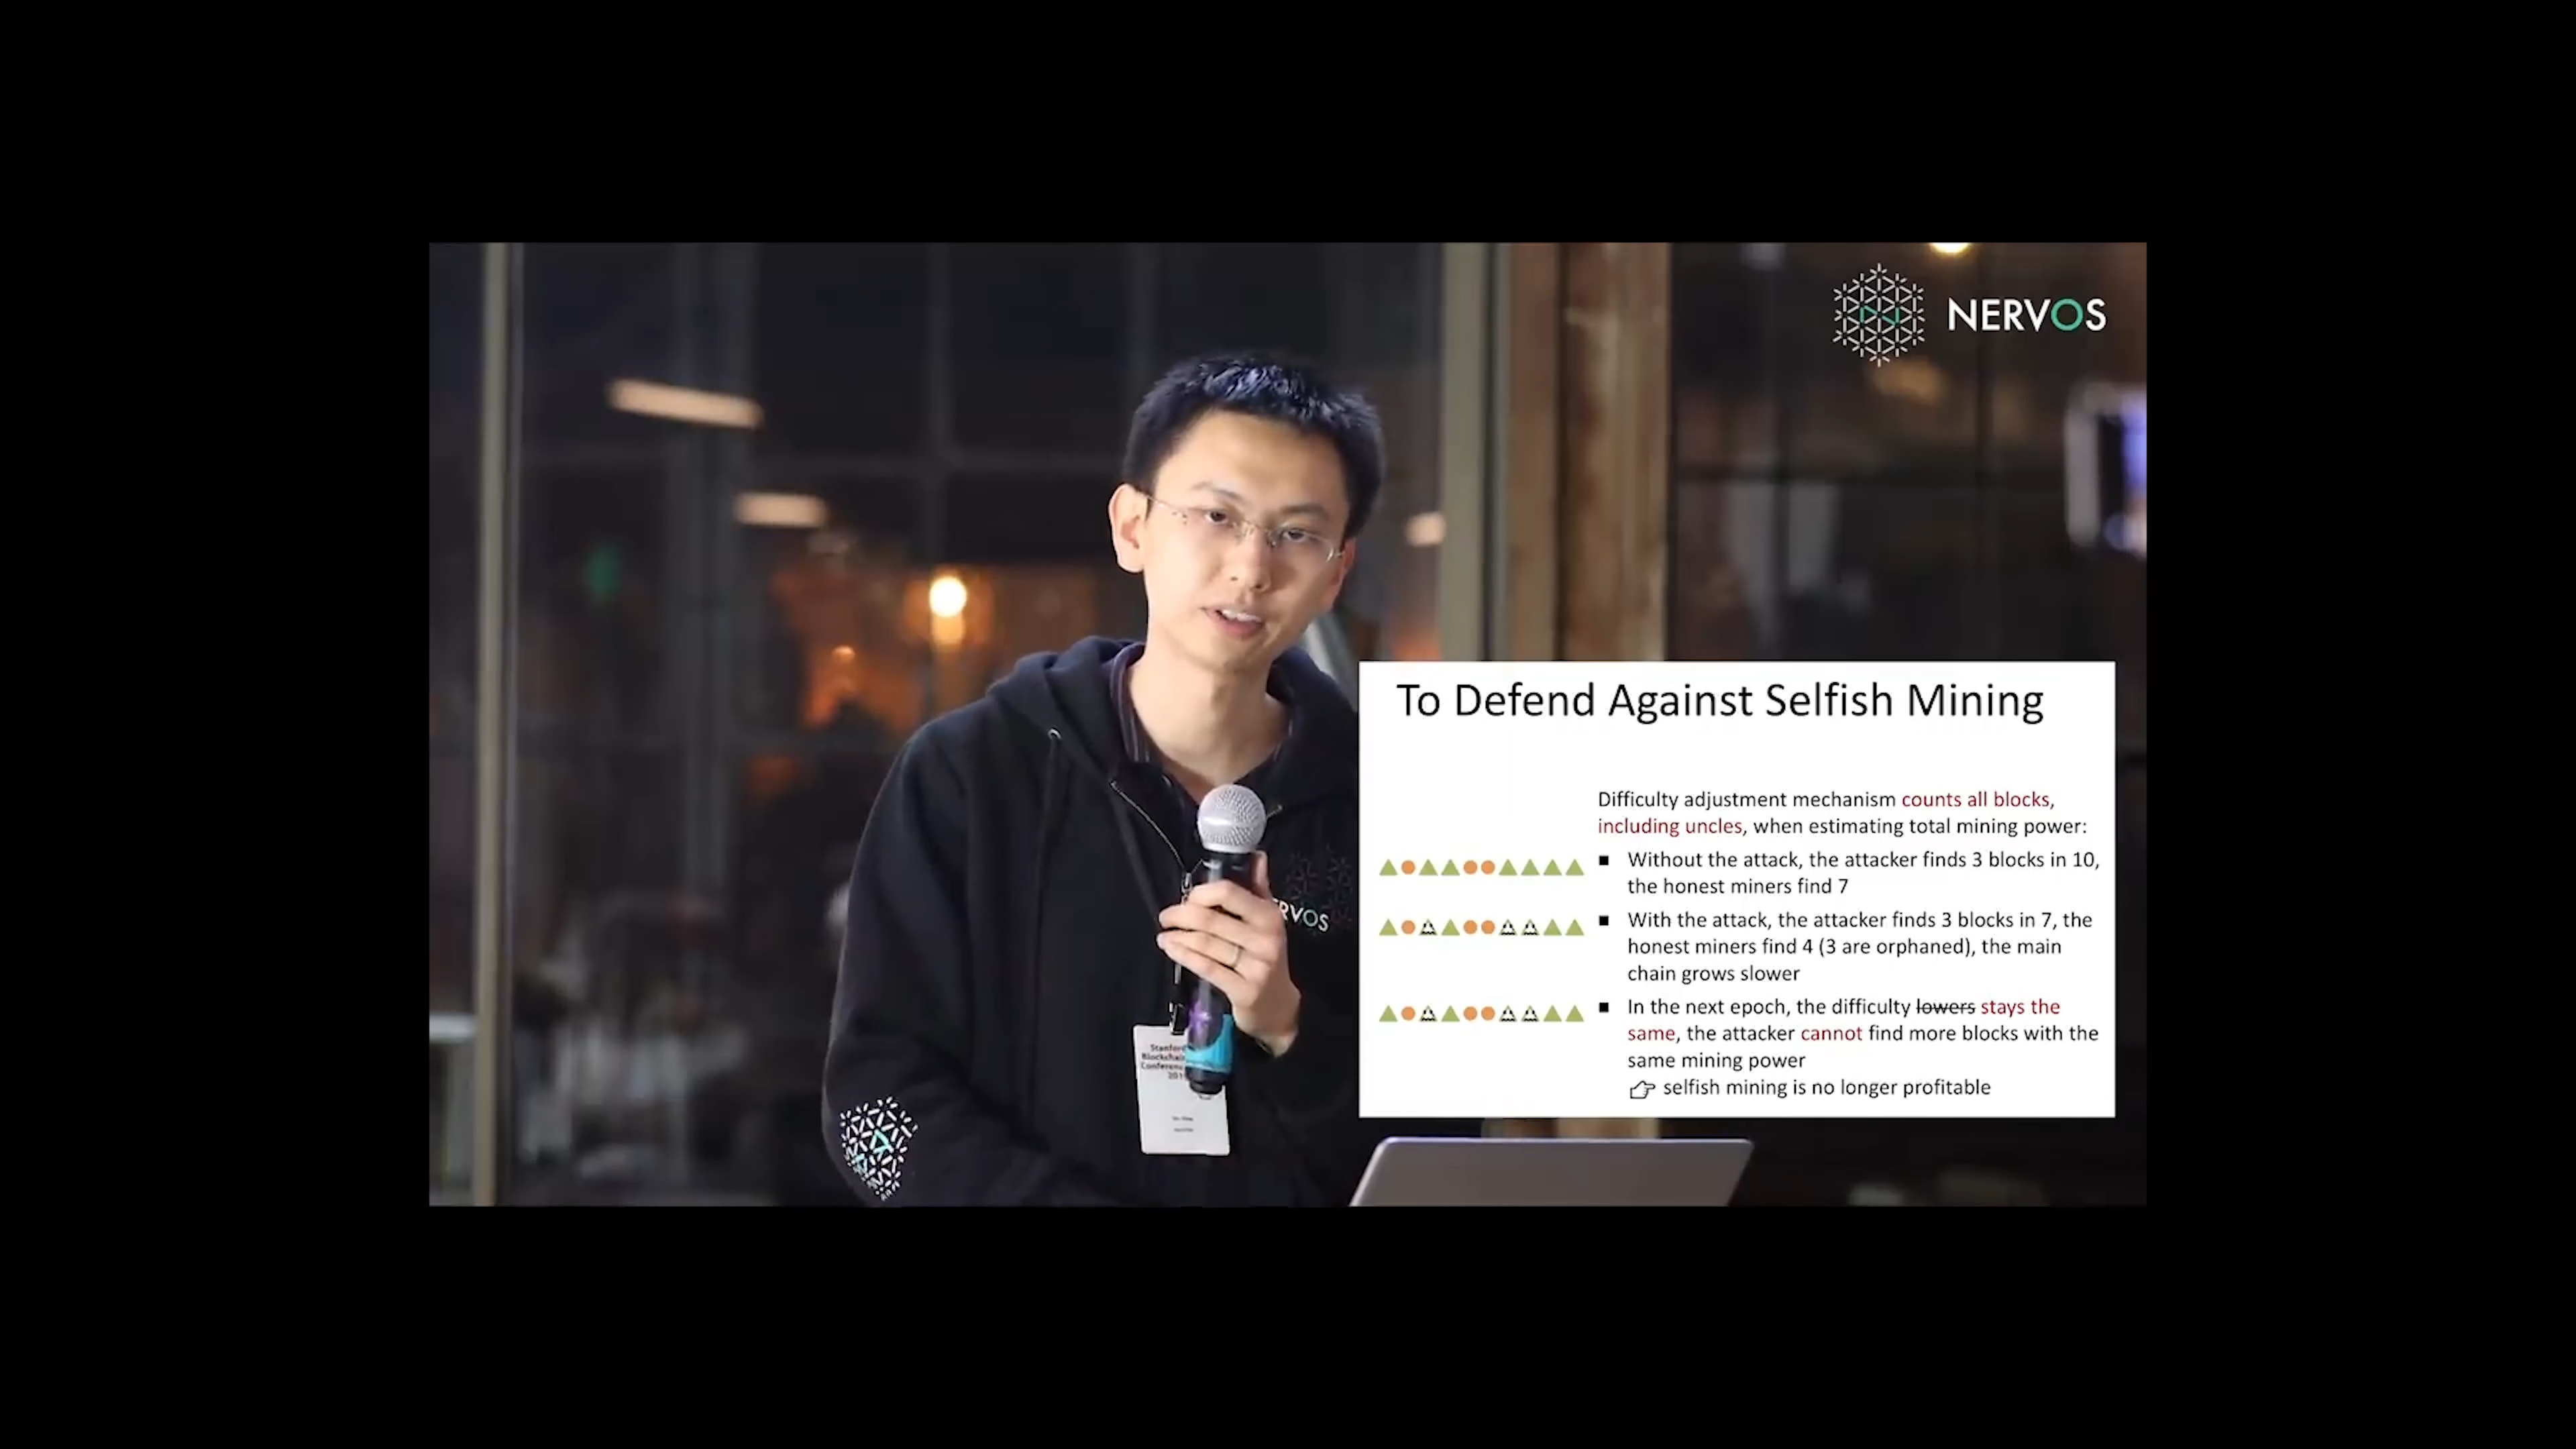 NERVOS
To Defend Against Selfish Mining
Difficulty adjustment mechanism counts all blocks,
including uncles, when estimating total mining power:
Without the attack, the attacker finds 3 blocks in 10,
the honest miners find 7
With the attack, the attacker finds 3 blocks in 7, the
honest miners find 4 (3 are orphaned), the main
chain grows slower
In the next epoch, the difficulty lowers stays the
same, the attacker cannot find more blocks with the
same mining power
selfish mining is no longer profitable
RVOS
Stanford
Blockchain
Conference